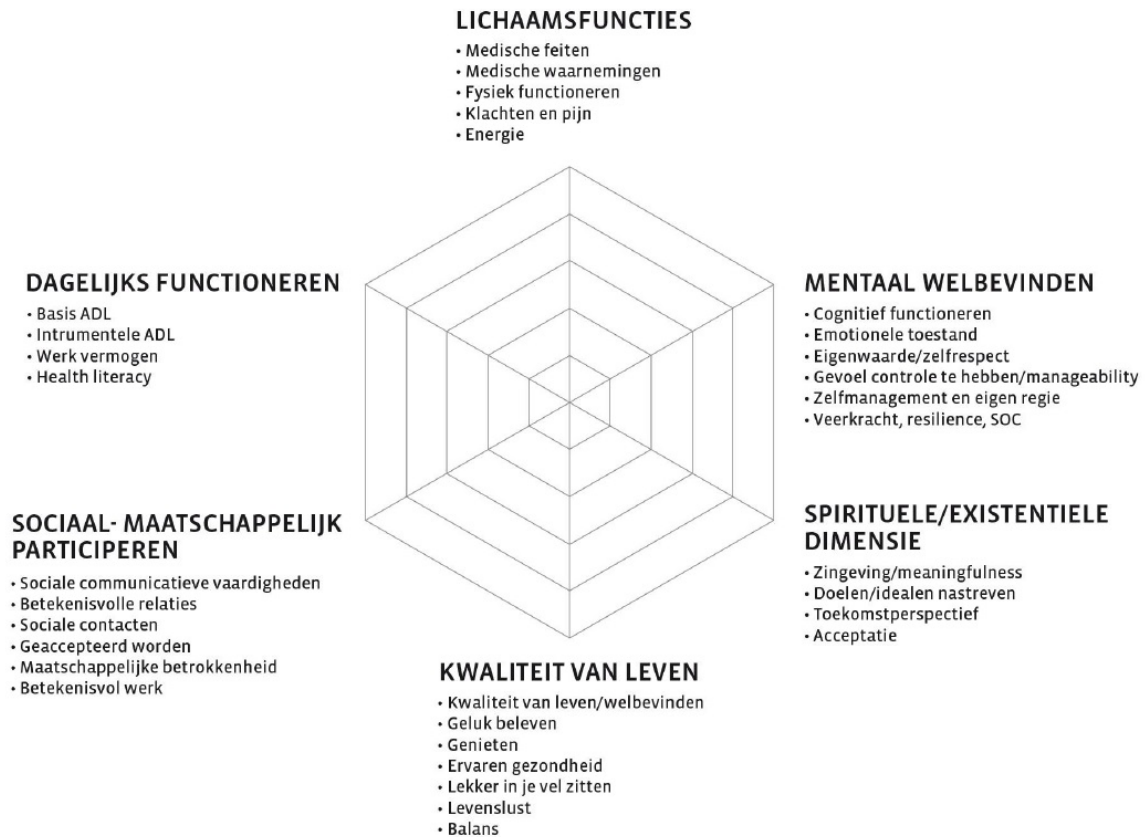 LICHAAMSFUNCTIES
• Medische feiten
• Medische waarnemingen
• Fysiek functioneren
• Klachten en pijn
• Energie
DAGELIJKS FUNCTIONEREN
• Basis ADL
• Intrumentele ADL
• Werk vermogen
• Health literacy
MENTAAL WELBEVINDEN
• Cognitief functioneren
• Emotionele toestand
• Eigenwaarde/zelfrespect
• Gevoel controle te hebben/manageability
• Zelfmanagement en eigen regie
• Veerkracht, resilience, SOC
SOCIAAL- MAATSCHAPPELIJK
PARTICIPEREN
• Sociale communicatieve vaardigheden
• Betekenisvolle relaties
• Sociale contacten
• Geaccepteerd worden
• Maatschappelijke betrokkenheid
• Betekenisvol werk
SPIRITUELE/EXISTENTIELE
DIMENSIE
• Zingeving/meaningfulness
• Doelen/idealen nastreven
• Toekomstperspectief
• Acceptatie
KWALITEIT VAN LEVEN
• Kwaliteit van leven/welbevinden
• Geluk beleven
• Genieten
• Ervaren gezondheid
• Lekker in je vel zitten
• Levenslust
• Balans